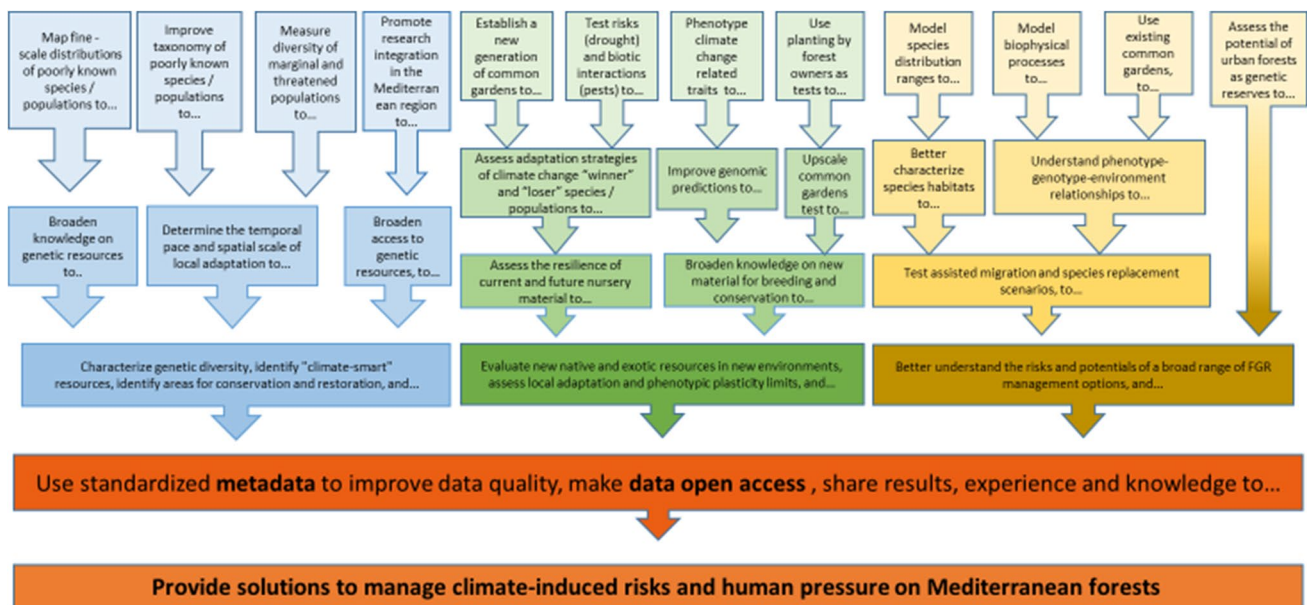 Map fine -
scale distributions
of poorly known
species /
populations to...
Improve
taxonomy of
poorly known
species /
populations
to...
Measure
diversity of
marginal and
threatened
populations
to...
Promote
research
integration
in the
Mediterran
ean region
to...
Establish a
new
generation
of common
gardens to...
Test risks
(drought)
and biotic
interactions
(pests) to...
Phenotype
climate
change
related
traits to...
Use
planting by
forest
owners as
tests to...
Model
species
distribution
ranges to...
Model
biophysical
processes
to...
Use
existing
common
gardens,
to...
Assess the
potential of
urban forests
as genetic
reserves to...
Assess adaptation strategies
of climate change "winner"
and "loser" species /
populations to...
Improve genomic
predictions to...
Upscale
common
gardens
test to...
Better
characterize
species habitats
to...
Understand phenotype-
genotype-environment
relationships to...
Broaden
knowledge on
genetic resources
to..
Determine the temporal
pace and spatial scale of
local adaptation to...
Broaden
access to
genetic
resources, to...
Assess the resilience of
current and future nursery
material to...
Broaden knowledge on new
material for breeding and
conservation to...
Test assisted migration and species
replacement scenarios, to...
Characterize genetic diversity, identify "climate-smart"
resources, identify areas for conservation and restoration, and...
Evaluate new native and exotic resources in new environments,
assess local adaptation and phenotypic plasticity limits, and...
Better understand the risks and potentials of a broad range of FGR
management options, and...
Use standardized metadata to improve data quality, make data open access , share results, experience and knowledge to...
Provide solutions to manage climate-induced risks and human pressure on Mediterranean forests